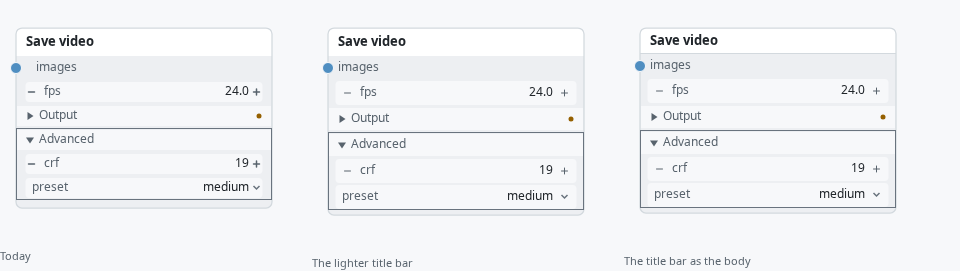 Save video
images
fps 24.0
Output
Advanced
crf 19
preset medium
Today
Save video
images
fps 24.0
Output
Advanced
crf 19
preset medium
The lighter title bar
Save video
images
fps 24.0
Output
Advanced
crf 19
preset medium
The title bar as the body